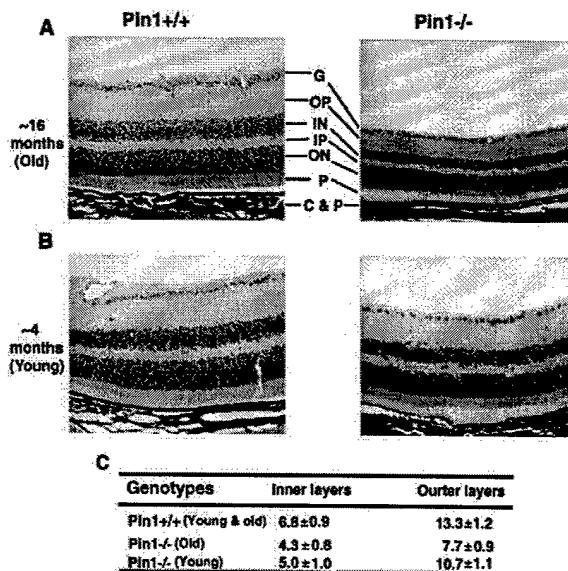 Pin1+/+ Pin1-/-
A
G
OP
IN
IP
ON
P
C & P
~16
months
(Old)
B
~4
months
(Young)
C
Genotypes Inner layers Ourter layers
Pin1+/+ (Young & old) 6.8±0.9 13.3±1.2
Pin1-/- (Old) 4.3±0.8 7.7±0.9
Pin1-/- (Young) 5.0±1.0 10.7±1.1